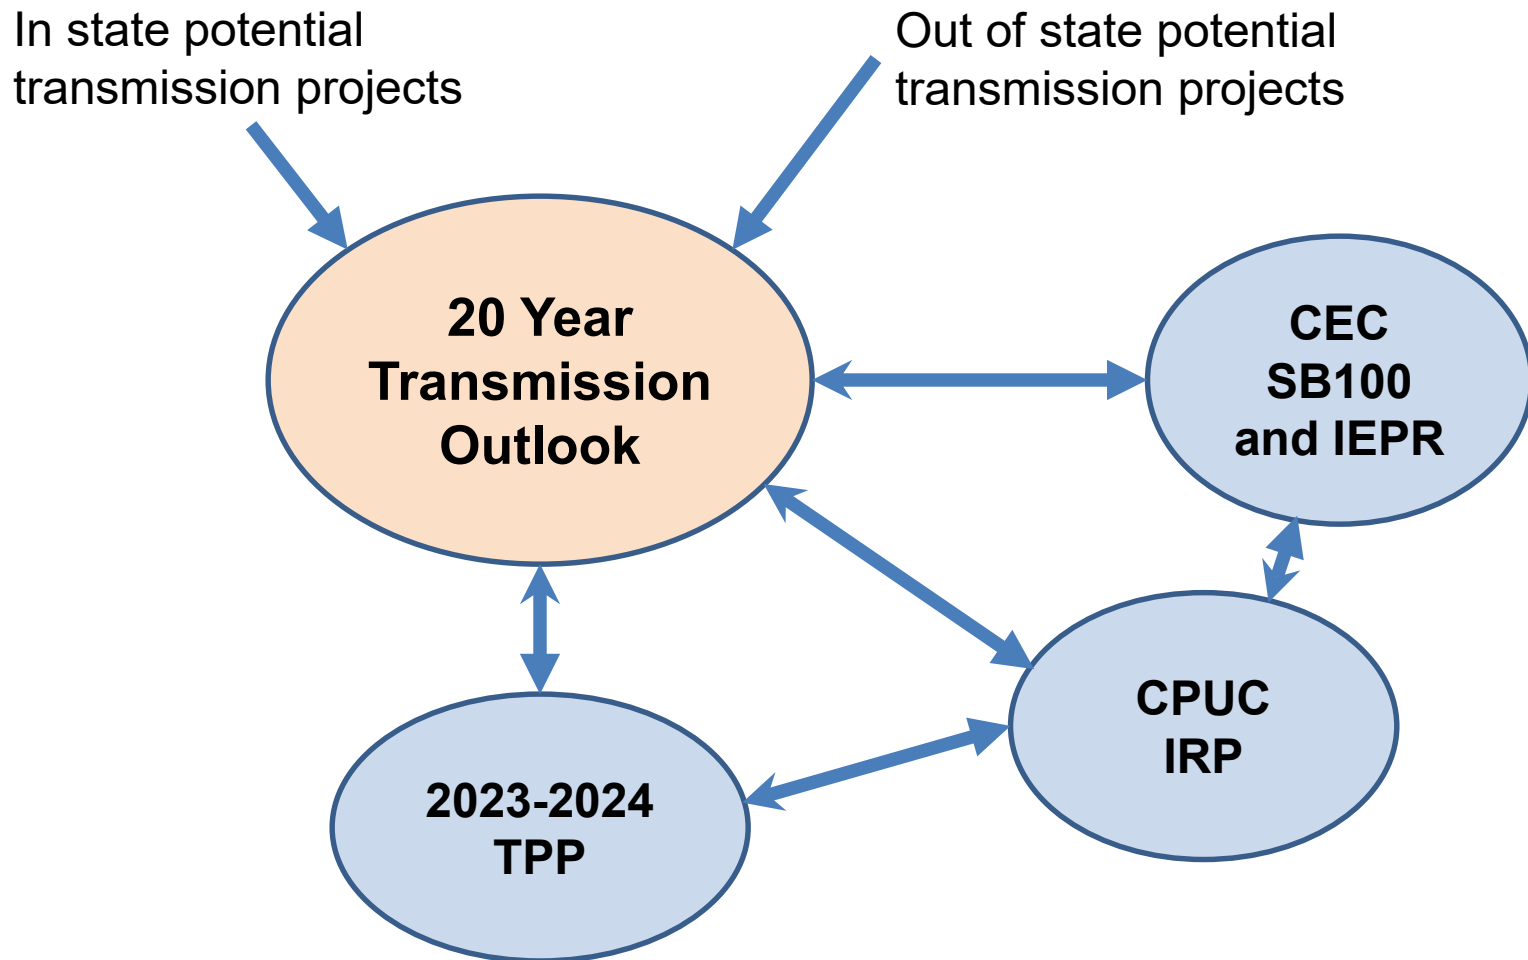 In state potential
transmission projects
Out of state potential
transmission projects
20 Year
Transmission
Outlook
CEC
SB100
and IEPR
CPUC
IRP
2023-2024
TPP